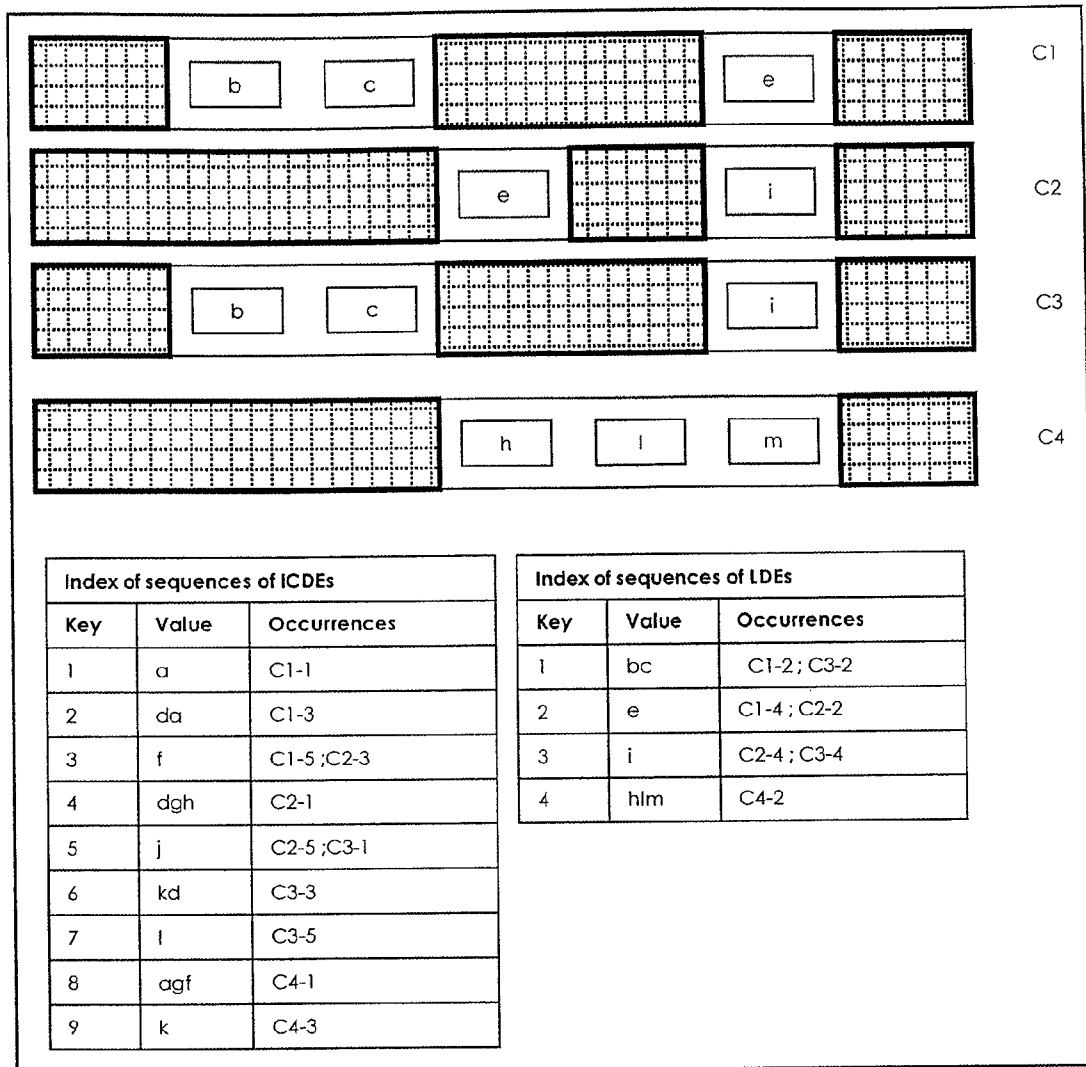 b c e C1
e i C2
b c i C3
h l m C4
Index of sequences of ICDEs
Key Value Occurrences
1 a C1-1
2 da C1-3
3 f C1-5 ;C2-3
4 dgh C2-1
5 j C2-5 ;C3-1
6 kd C3-3
7 l C3-5
8 agf C4-1
9 k C4-3
Index of sequences of LDEs
Key Value Occurrences
1 bc C1-2 ; C3-2
2 e C1-4 ; C2-2
3 i C2-4 ; C3-4
4 hlm C4-2